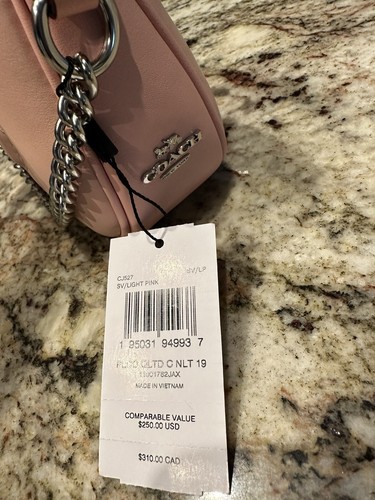 COACH
CJ527 SV/LP
SV/LIGHT PINK
1 95031 94993 7
QLTD C NLT 19
MADE IN VIETNAM
COMPARABLE VALUE
$250.00 USD
$310.00 CAD